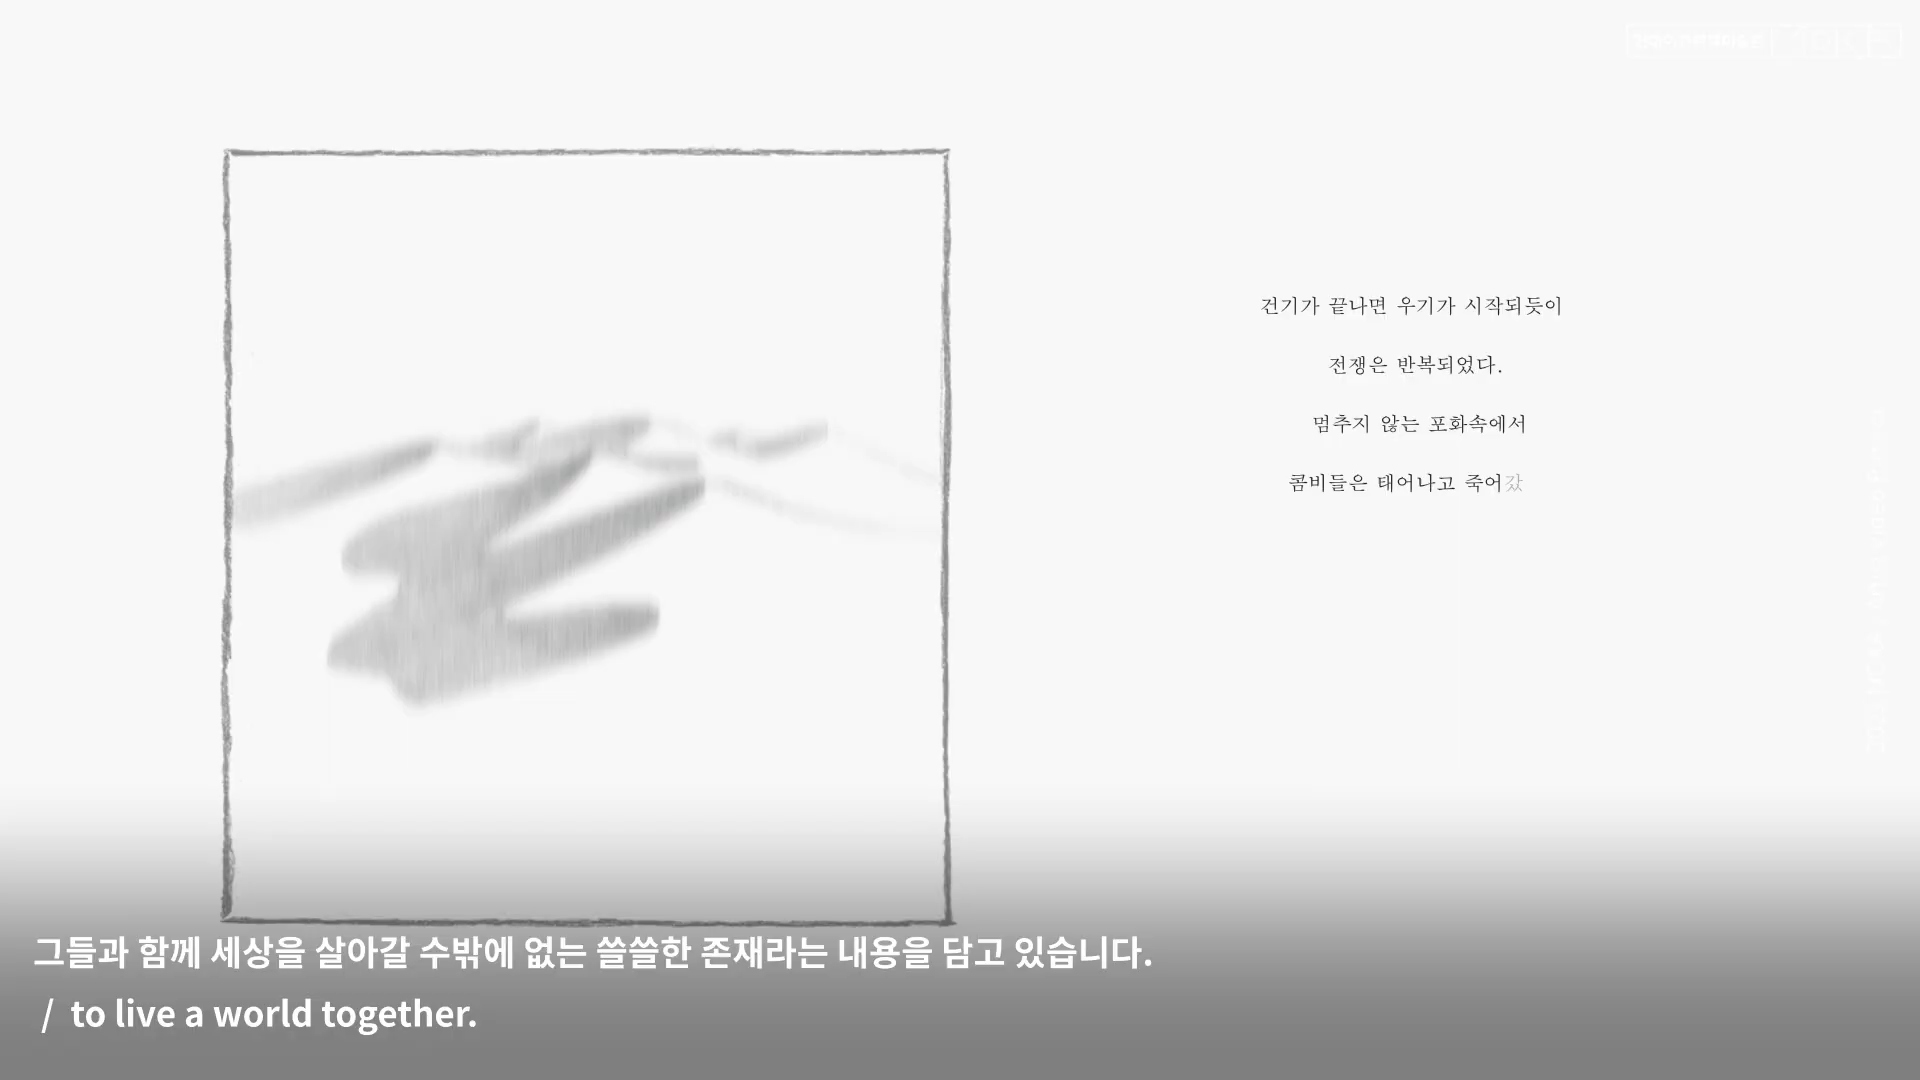 건기가 끝나면 우기가 시작되듯이
전쟁은 반복되었다.
멈추지 않는 포화속에서
콤비들은 태어나고 죽어갔
그들과 함께 세상을 살아갈 수밖에 없는 쓸쓸한 존재라는 내용을 담고 있습니다.
/ to live a world together.